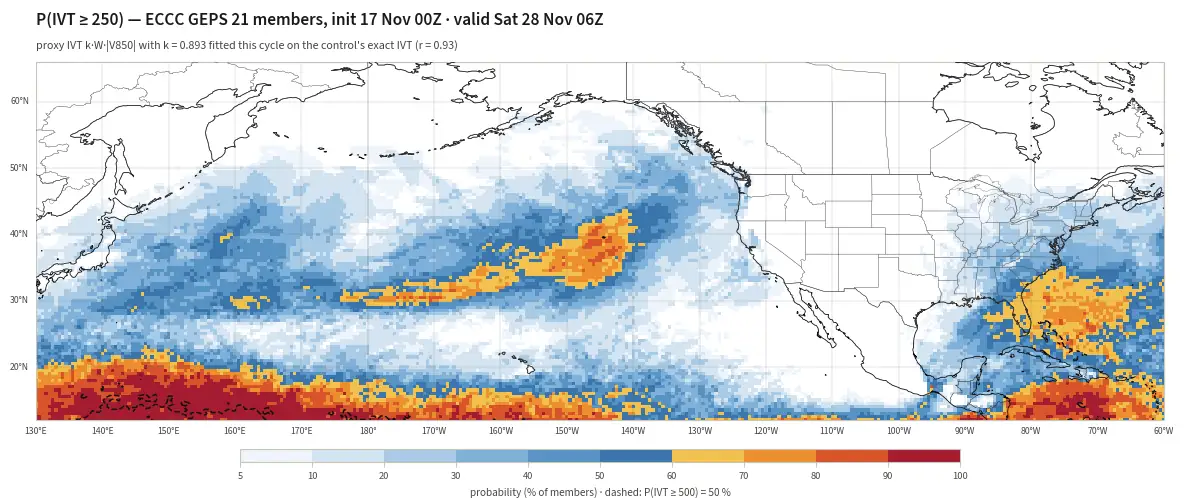 P(IVT ≥ 250) — ECCC GEPS 21 members, init 17 Nov 00Z · valid Sat 28 Nov 06Z
proxy IVT k·W·|V850| with k = 0.893 fitted this cycle on the control's exact IVT (r = 0.93)
60°N
50°N
40°N
30°N
20°N
130°E 140°E 150°E 160°E 170°E 180° 170°W 160°W 150°W 140°W 130°W 120°W 110°W 100°W 90°W 80°W 70°W 60°W
5 10 20 30 40 50 60 70 80 90 100
probability (% of members) · dashed: P(IVT ≥ 500) = 50 %